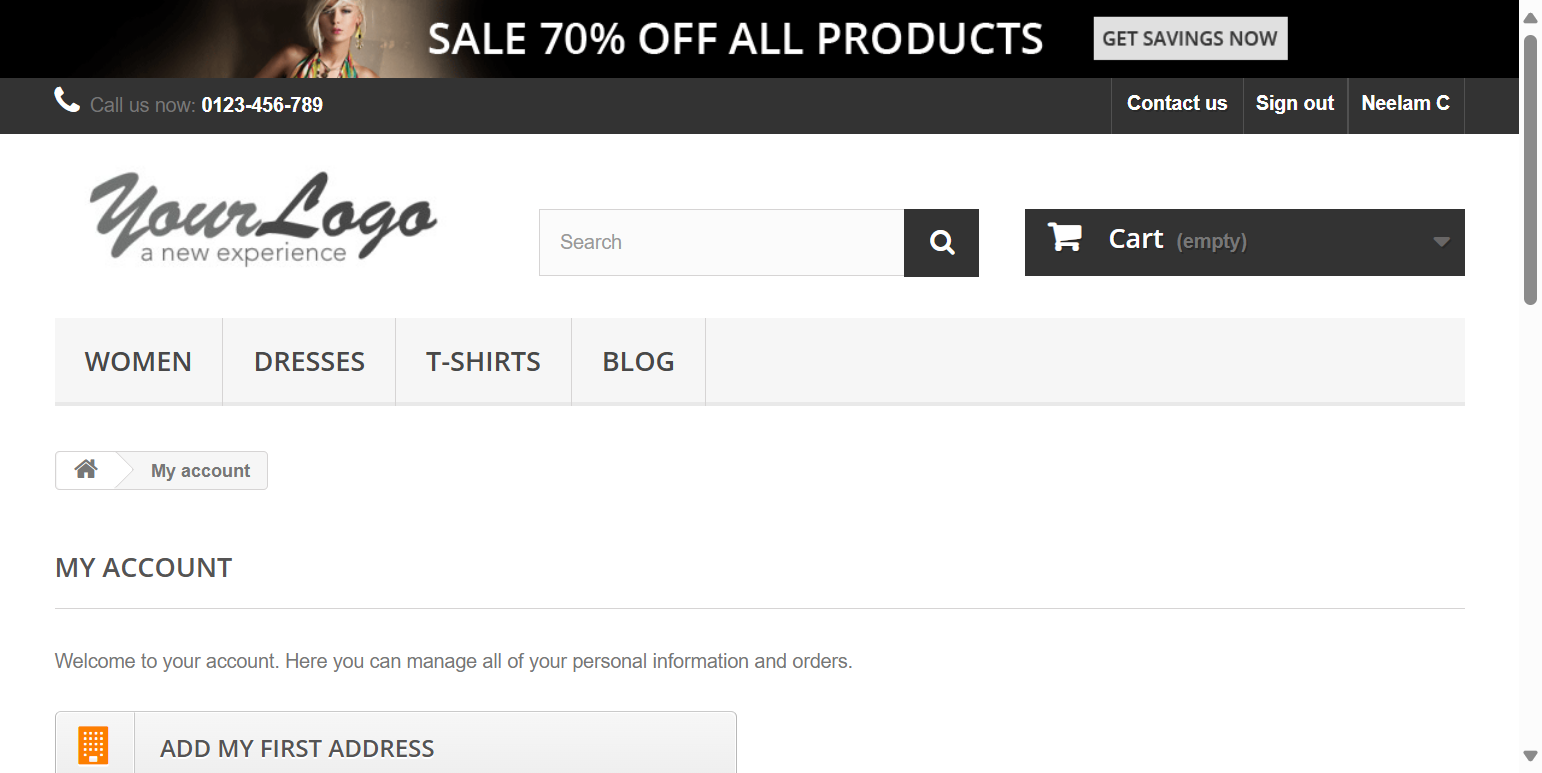 SALE 70% OFF ALL PRODUCTS GET SAVINGS NOW
Call us now: 0123-456-789 Contact us Sign out Neelam C
YourLogo
a new experience
Search
Cart (empty)
WOMEN DRESSES T-SHIRTS BLOG
My account
MY ACCOUNT
Welcome to your account. Here you can manage all of your personal information and orders.
ADD MY FIRST ADDRESS